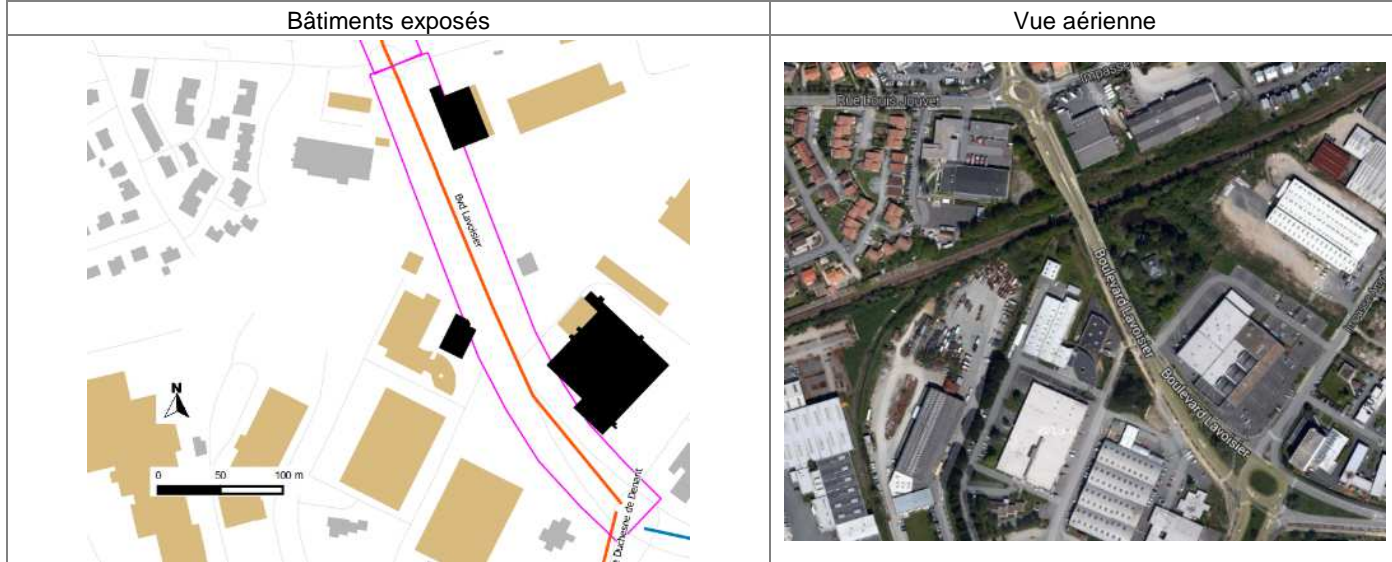 Bâtiments exposés
Vue aérienne
Bvd Lavoisier
N
0 50 100 m
Duchesne de Denant
Rue Louis Jouvet
Impasse
Boulevard Lavoisier
Boulevard Lavoisier